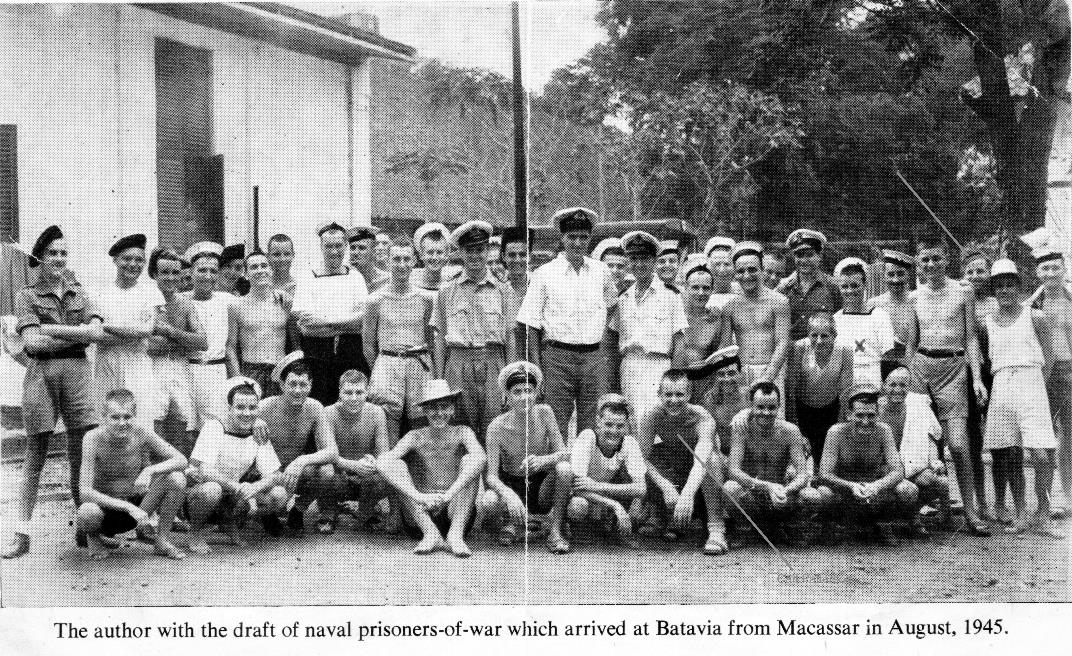 The author with the draft of naval prisoners-of-war which arrived at Batavia from Macassar in August, 1945.